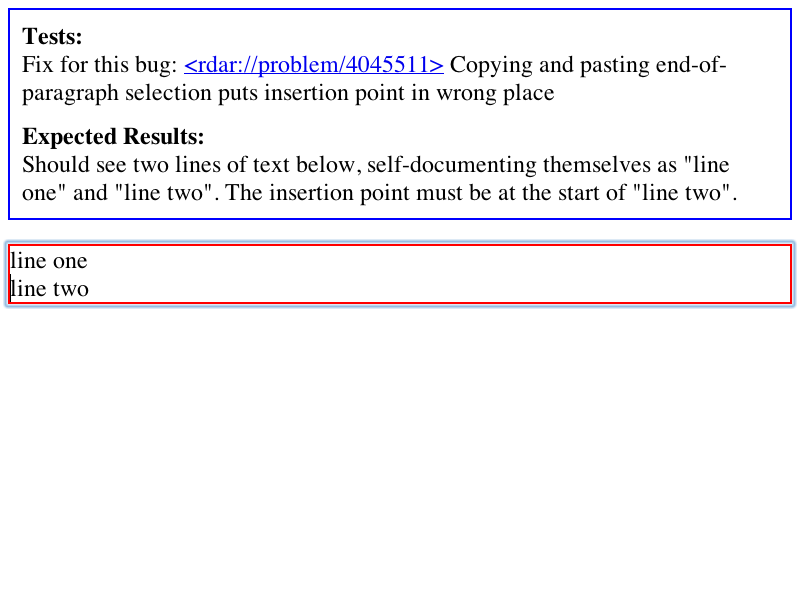 Tests:
Fix for this bug: <rdar://problem/4045511> Copying and pasting end-of-
paragraph selection puts insertion point in wrong place
Expected Results:
Should see two lines of text below, self-documenting themselves as "line
one" and "line two". The insertion point must be at the start of "line two".
line one
line two